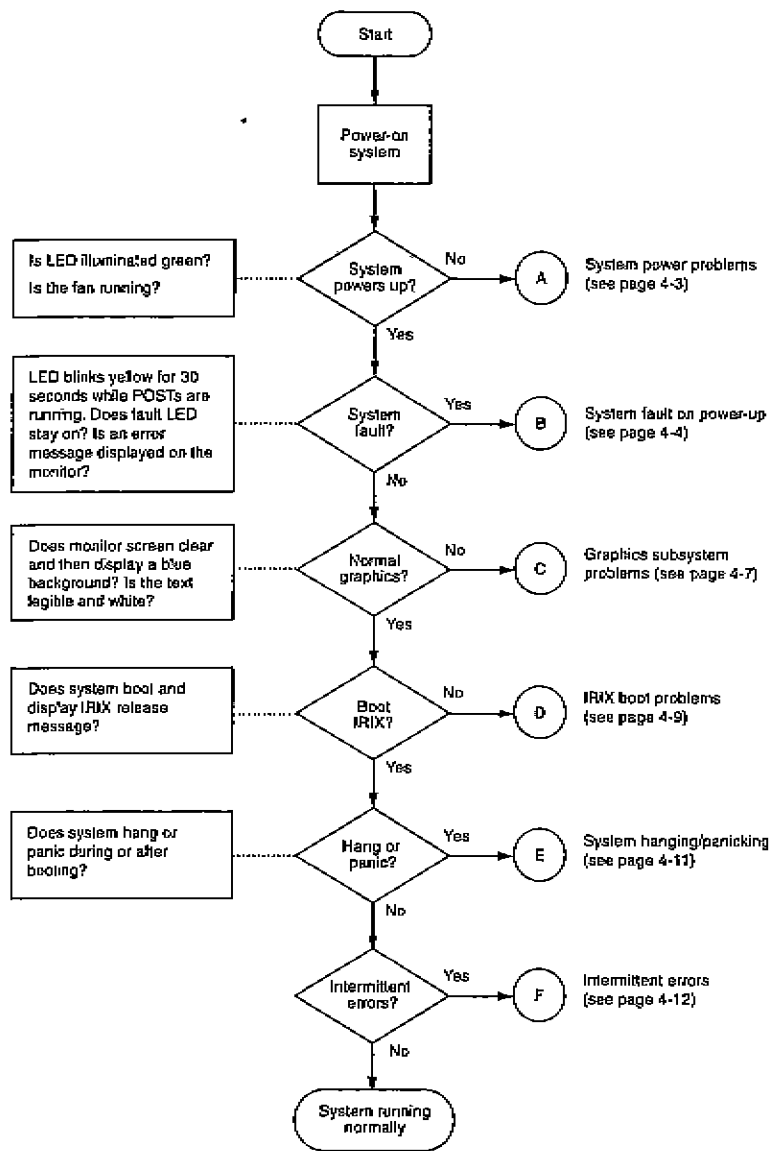 Start
Power-on
system
Is LED illuminated green?
Is the fan running?
System
powers up?
No
A
System power problems
(see page 4-3)
Yes
LED blinks yellow for 30
seconds while POSTs are
running. Does fault LED
stay on? Is an error
message displayed on the
monitor?
System
fault?
Yes
B
System fault on power-up
(see page 4-4)
No
Does monitor screen clear
and then display a blue
background? Is the text
legible and white?
Normal
graphics?
No
C
Graphics subsystem
problems (see page 4-7)
Yes
Does system boot and
display IRIX release
message?
Boot
IRIX?
No
D
IRIX boot problems
(see page 4-9)
Yes
Does system hang or
panic during or after
booting?
Hang or
panic?
Yes
E
System hanging/panicking
(see page 4-11)
No
Intermittent
errors?
Yes
F
Intermittent errors
(see page 4-12)
No
System running
normally